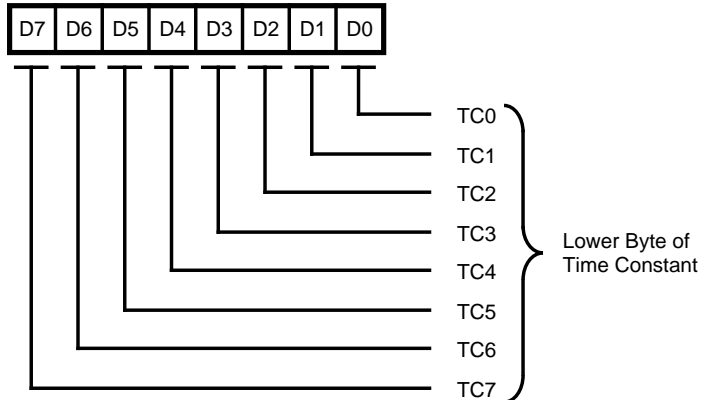 D7 D6 D5 D4 D3 D2 D1 D0
TC0
TC1
TC2
TC3
TC4
TC5
TC6
TC7
Lower Byte of
Time Constant